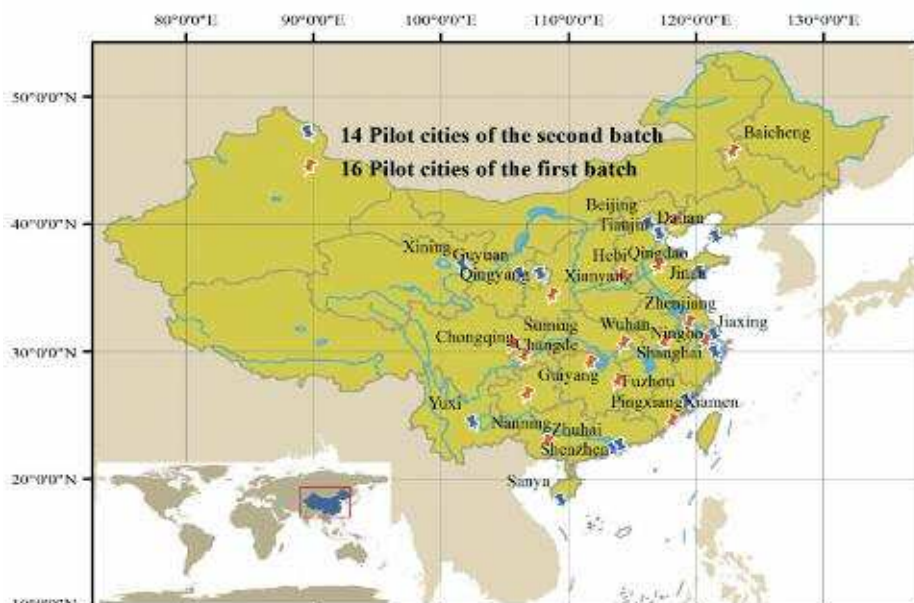 80°0'0"E 90°0'0"E 100°0'0"E 110°0'0"E 120°0'0"E 130°0'0"E
50°0'0"N
14 Pilot cities of the second batch
Baicheng
16 Pilot cities of the first batch
40°0'0"N
Beijing
Tianjin
Xining
Guyuan
Hebi
Qingdao
Qingyang
Xianyang
Zhenjiang
Jiaxing
Wuhan
Ningbo
Chongqing
Changde
30°0'0"N
Shanghai
Guiyang
Fuzhou
Yuxi
Pingxiang
Xiamen
Nanning
Zhuhai
Shenzhen
20°0'0"N
Sanya